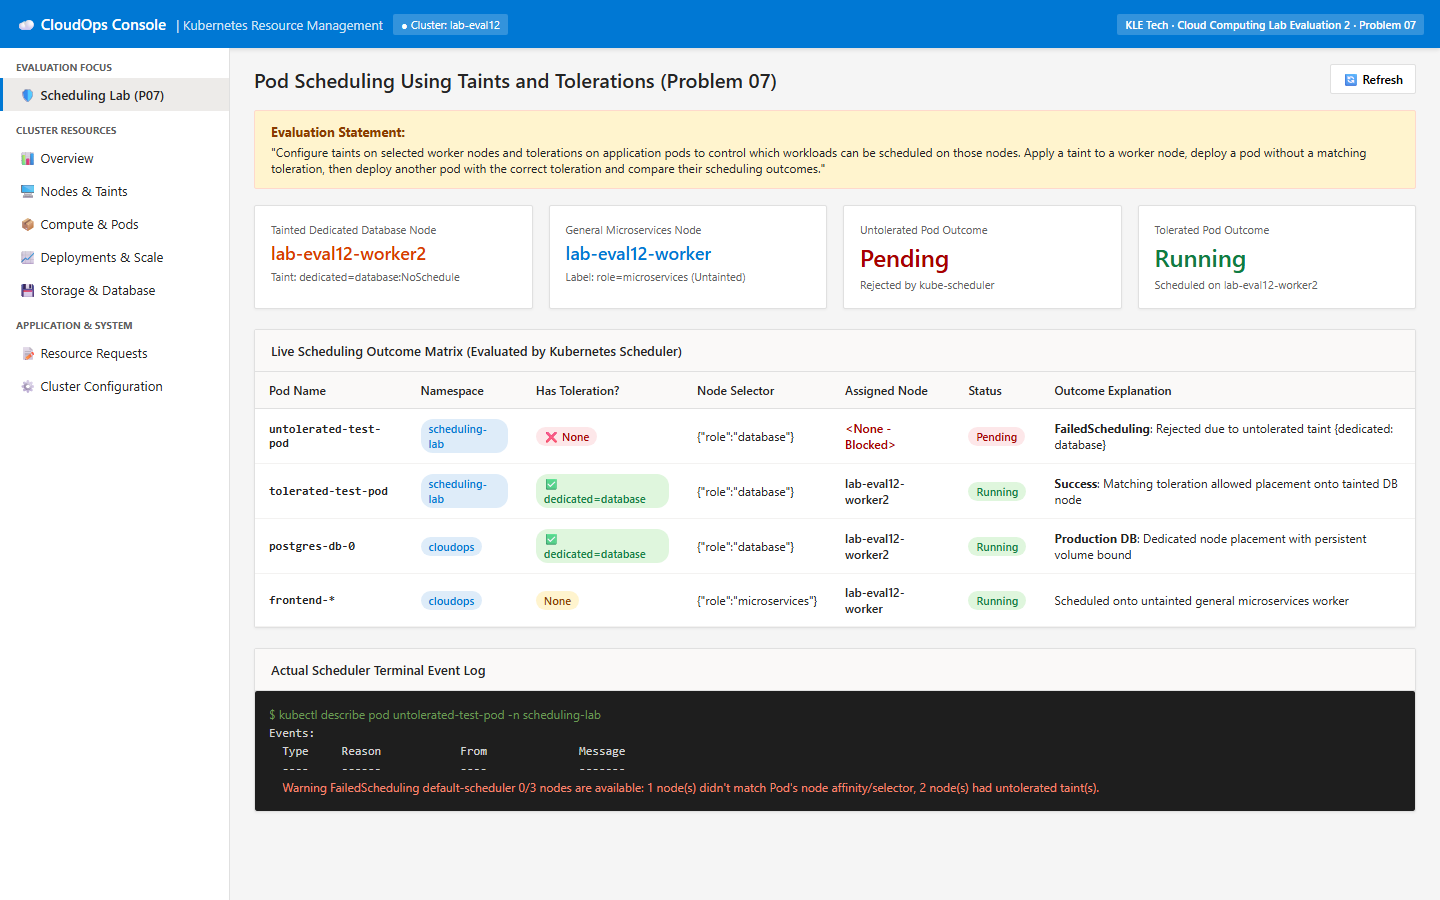 CloudOps Console | Kubernetes Resource Management ● Cluster: lab-eval12 KLE Tech · Cloud Computing Lab Evaluation 2 · Problem 07
EVALUATION FOCUS
Scheduling Lab (P07)
CLUSTER RESOURCES
Overview
Nodes & Taints
Compute & Pods
Deployments & Scale
Storage & Database
APPLICATION & SYSTEM
Resource Requests
Cluster Configuration
Pod Scheduling Using Taints and Tolerations (Problem 07)
Refresh
Evaluation Statement:
"Configure taints on selected worker nodes and tolerations on application pods to control which workloads can be scheduled on those nodes. Apply a taint to a worker node, deploy a pod without a matching
toleration, then deploy another pod with the correct toleration and compare their scheduling outcomes."
Tainted Dedicated Database Node
lab-eval12-worker2
Taint: dedicated=database:NoSchedule
General Microservices Node
lab-eval12-worker
Label: role=microservices (Untainted)
Untolerated Pod Outcome
Pending
Rejected by kube-scheduler
Tolerated Pod Outcome
Running
Scheduled on lab-eval12-worker2
Live Scheduling Outcome Matrix (Evaluated by Kubernetes Scheduler)
Pod Name Namespace Has Toleration? Node Selector Assigned Node Status Outcome Explanation
untolerated-test-
pod
scheduling-
lab
❌ None
{"role":"database"}
<None -
Blocked>
Pending
FailedScheduling: Rejected due to untolerated taint {dedicated:
database}
tolerated-test-pod
scheduling-
lab
✅
dedicated=database
{"role":"database"}
lab-eval12-
worker2
Running
Success: Matching toleration allowed placement onto tainted DB
node
postgres-db-0
cloudops
✅
dedicated=database
{"role":"database"}
lab-eval12-
worker2
Running
Production DB: Dedicated node placement with persistent
volume bound
frontend-*
cloudops
None
{"role":"microservices"}
lab-eval12-
worker
Running
Scheduled onto untainted general microservices worker
Actual Scheduler Terminal Event Log
$ kubectl describe pod untolerated-test-pod -n scheduling-lab
Events:
Type Reason From Message
---- ------ ---- -------
Warning FailedScheduling default-scheduler 0/3 nodes are available: 1 node(s) didn't match Pod's node affinity/selector, 2 node(s) had untolerated taint(s).